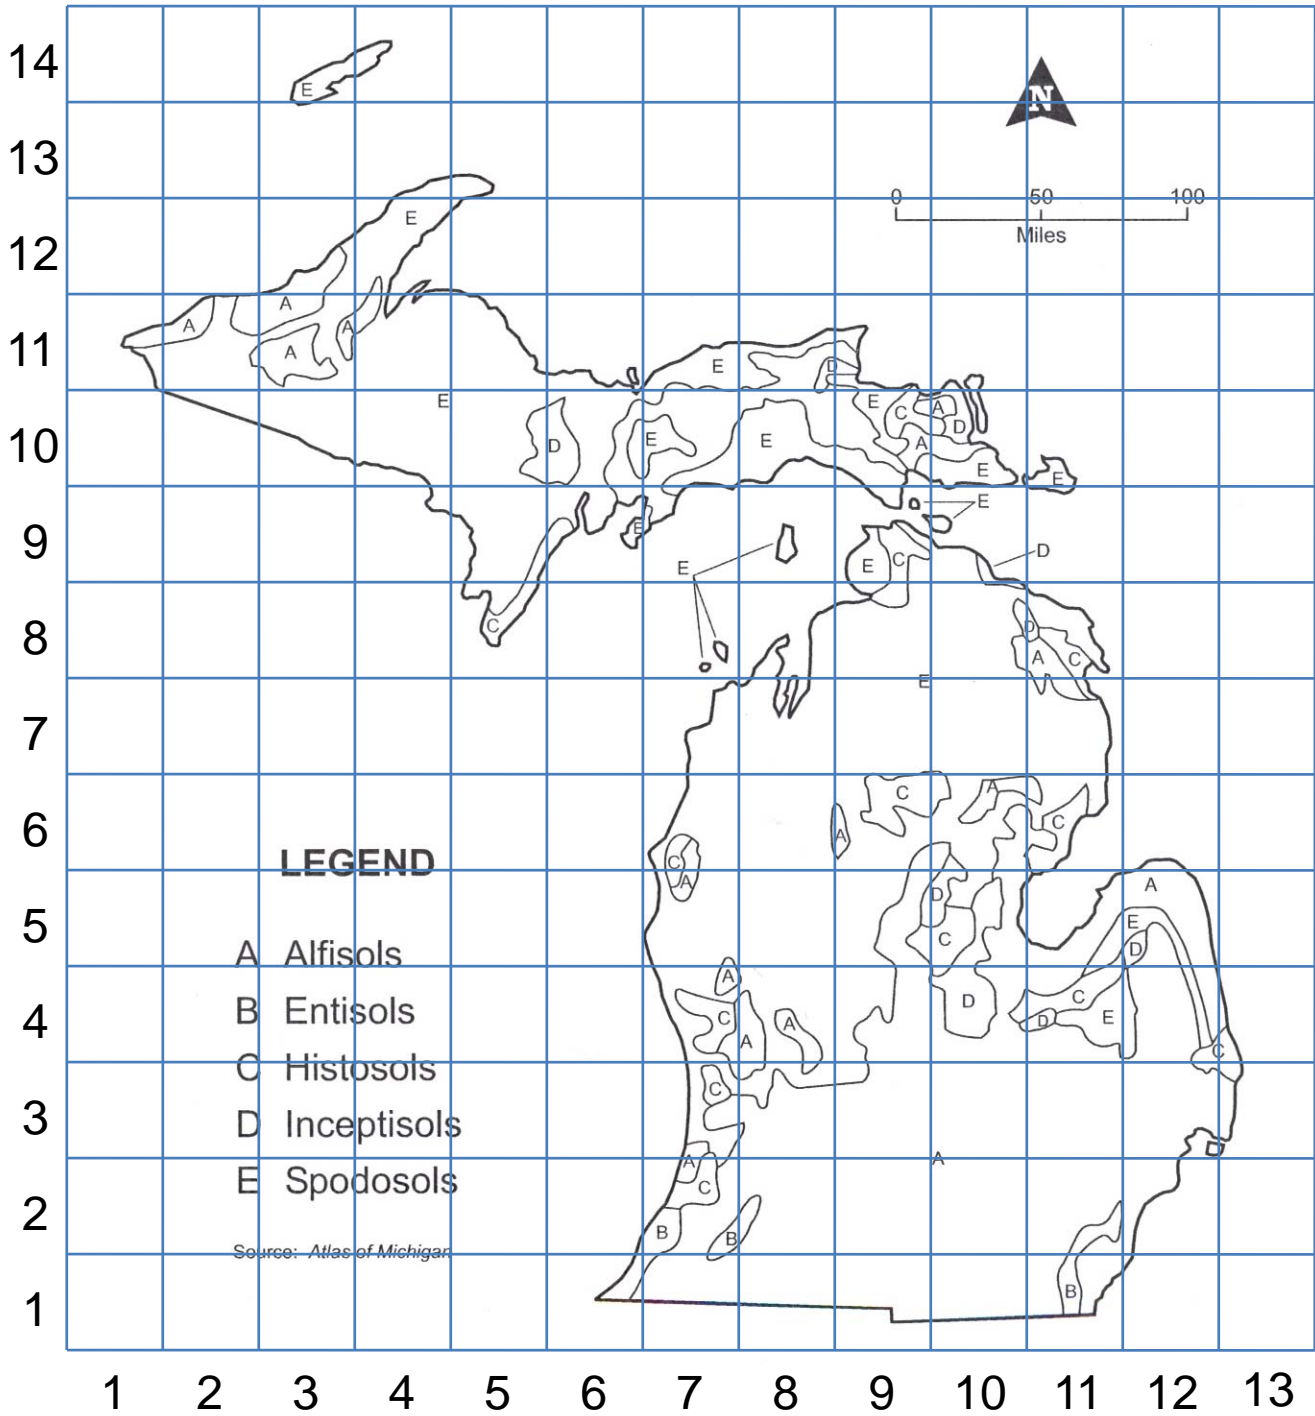 14
E
N
13
0 50 100
Miles
12
E
A
A
A
11
A
E
D
E
E
C
A
D
10
D
E
E
A
E
E
E
E
9
D
E
E
C
E
C
D
8
A
C
E
7
C
A
6
A
C
C
A
LEGEND
D
A
5
E
C
D
A Alfisols
A
C
D
4
B Entisols
C
A
A
D
E
C
C Histosols
C
3
D Inceptisols
A
A
E Spodosols
C
2
B
B
Source: Atlas of Michigan
1
B
1 2 3 4 5 6 7 8 9 10 11 12 13